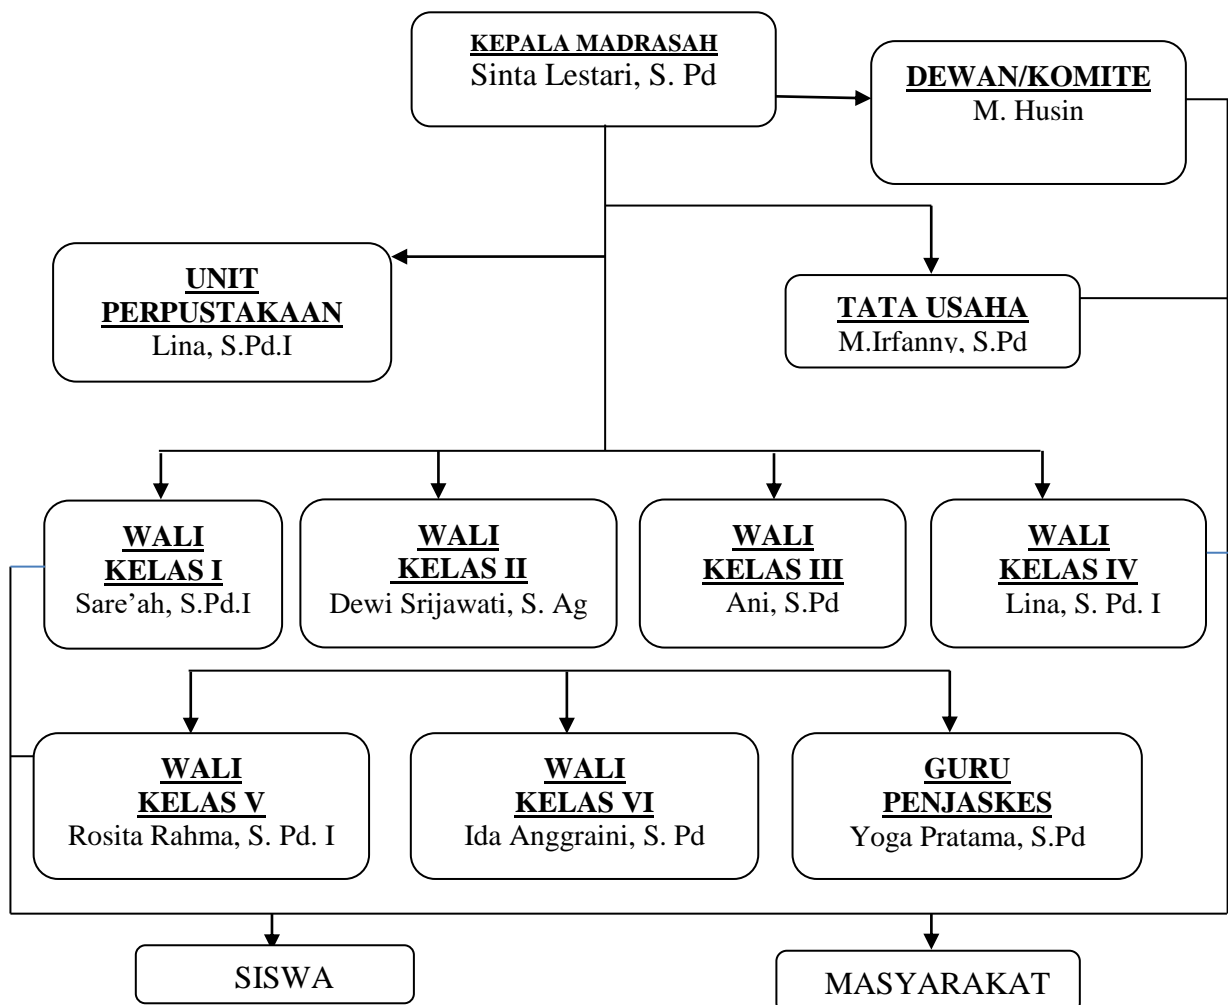 KEPALA MADRASAH
Sinta Lestari, S. Pd
DEWAN/KOMITE
M. Husin
UNIT
PERPUSTAKAAN
Lina, S.Pd.I
TATA USAHA
M.Irfanny, S.Pd
WALI
KELAS I
Sare’ah, S.Pd.I
WALI
KELAS II
Dewi Srijawati, S. Ag
WALI
KELAS III
Ani, S.Pd
WALI
KELAS IV
Lina, S. Pd. I
WALI
KELAS V
Rosita Rahma, S. Pd. I
WALI
KELAS VI
Ida Anggraini, S. Pd
GURU
PENJASKES
Yoga Pratama, S.Pd
SISWA
MASYARAKAT